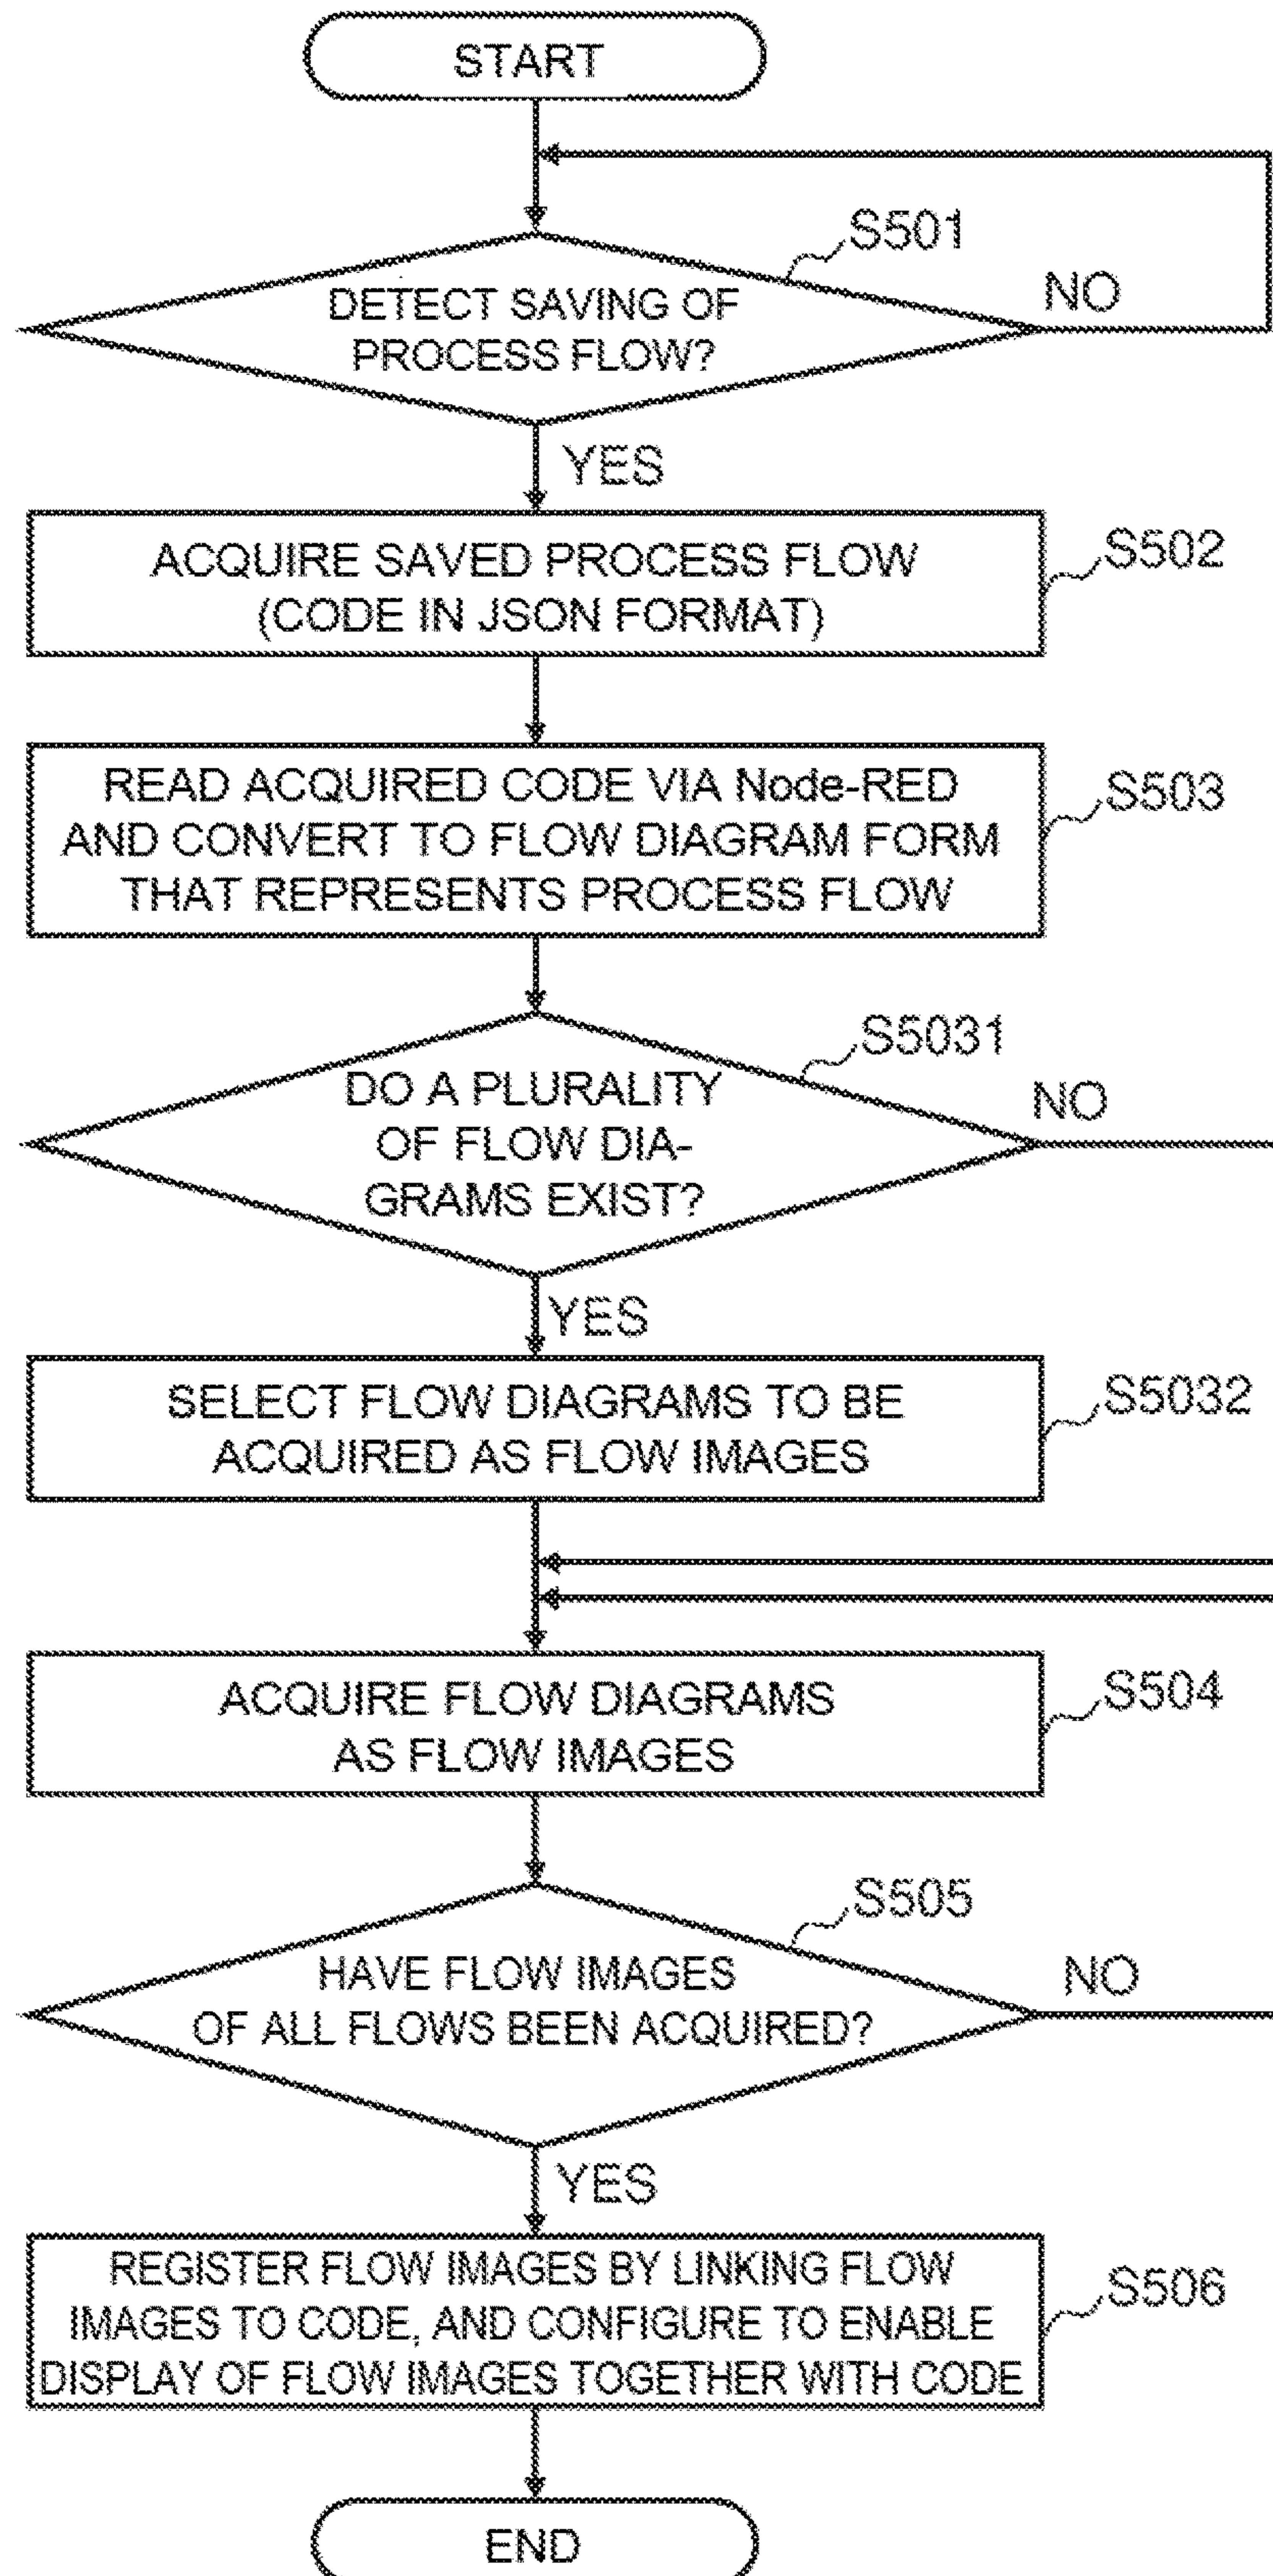 START
S501
DETECT SAVING OF
PROCESS FLOW?
NO
YES
ACQUIRE SAVED PROCESS FLOW
(CODE IN JSON FORMAT)
S502
READ ACQUIRED CODE VIA Node-RED
AND CONVERT TO FLOW DIAGRAM FORM
THAT REPRESENTS PROCESS FLOW
S503
S5031
DO A PLURALITY
OF FLOW DIA-
GRAMS EXIST?
NO
YES
SELECT FLOW DIAGRAMS TO BE
ACQUIRED AS FLOW IMAGES
S5032
ACQUIRE FLOW DIAGRAMS
AS FLOW IMAGES
S504
S505
HAVE FLOW IMAGES
OF ALL FLOWS BEEN ACQUIRED?
NO
YES
REGISTER FLOW IMAGES BY LINKING FLOW
IMAGES TO CODE, AND CONFIGURE TO ENABLE
DISPLAY OF FLOW IMAGES TOGETHER WITH CODE
S506
END